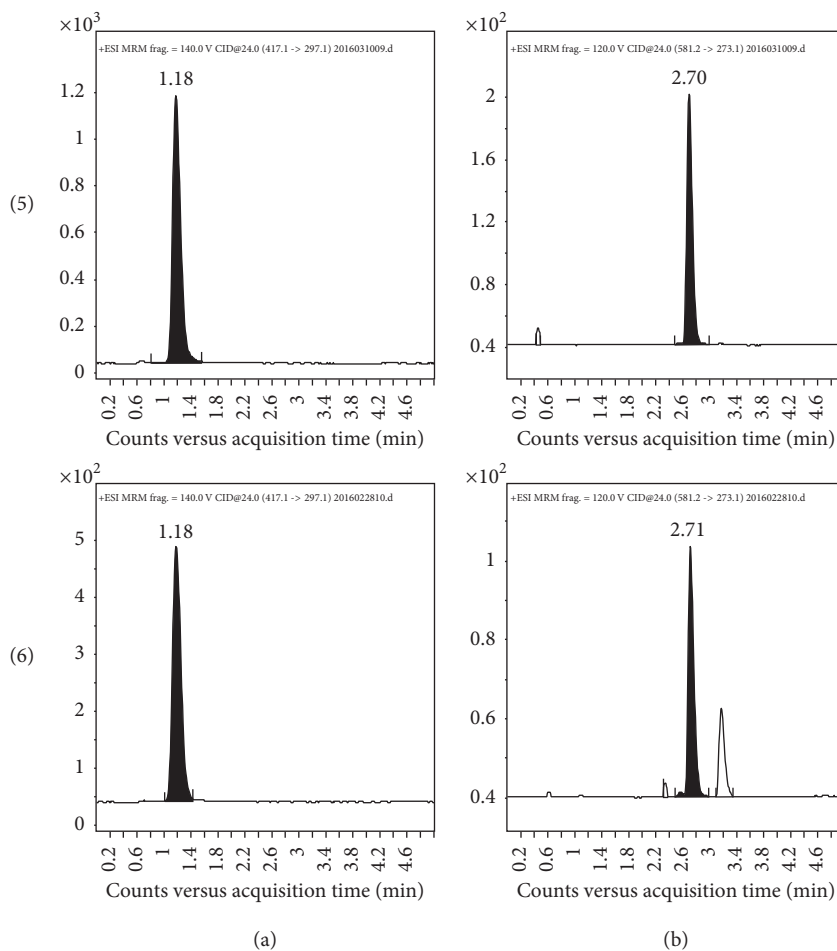 ×10³
+ESI MRM frag. = 140.0 V CID@24.0 (417.1 -> 297.1) 2016031009.d
1.18
1.2
1
0.8
0.6
0.4
0.2
0
0.2 0.6 1 1.4 1.8 2.2 2.6 3 3.4 3.8 4.2 4.6
Counts versus acquisition time (min)
(5)
×10²
+ESI MRM frag. = 120.0 V CID@24.0 (581.2 -> 273.1) 2016031009.d
2.70
2
1.6
1.2
0.8
0.4
0.2 0.6 1 1.4 1.8 2.2 2.6 3 3.4 3.8 4.2 4.6
Counts versus acquisition time (min)
×10²
+ESI MRM frag. = 140.0 V CID@24.0 (417.1 -> 297.1) 2016022810.d
1.18
5
4
3
2
1
0
0.2 0.6 1 1.4 1.8 2.2 2.6 3 3.4 3.8 4.2 4.6
Counts versus acquisition time (min)
(6)
×10²
+ESI MRM frag. = 120.0 V CID@24.0 (581.2 -> 273.1) 2016022810.d
2.71
1
0.8
0.6
0.4
0.2 0.6 1 1.4 1.8 2.2 2.6 3 3.4 3.8 4.2 4.6
Counts versus acquisition time (min)
(a)
(b)